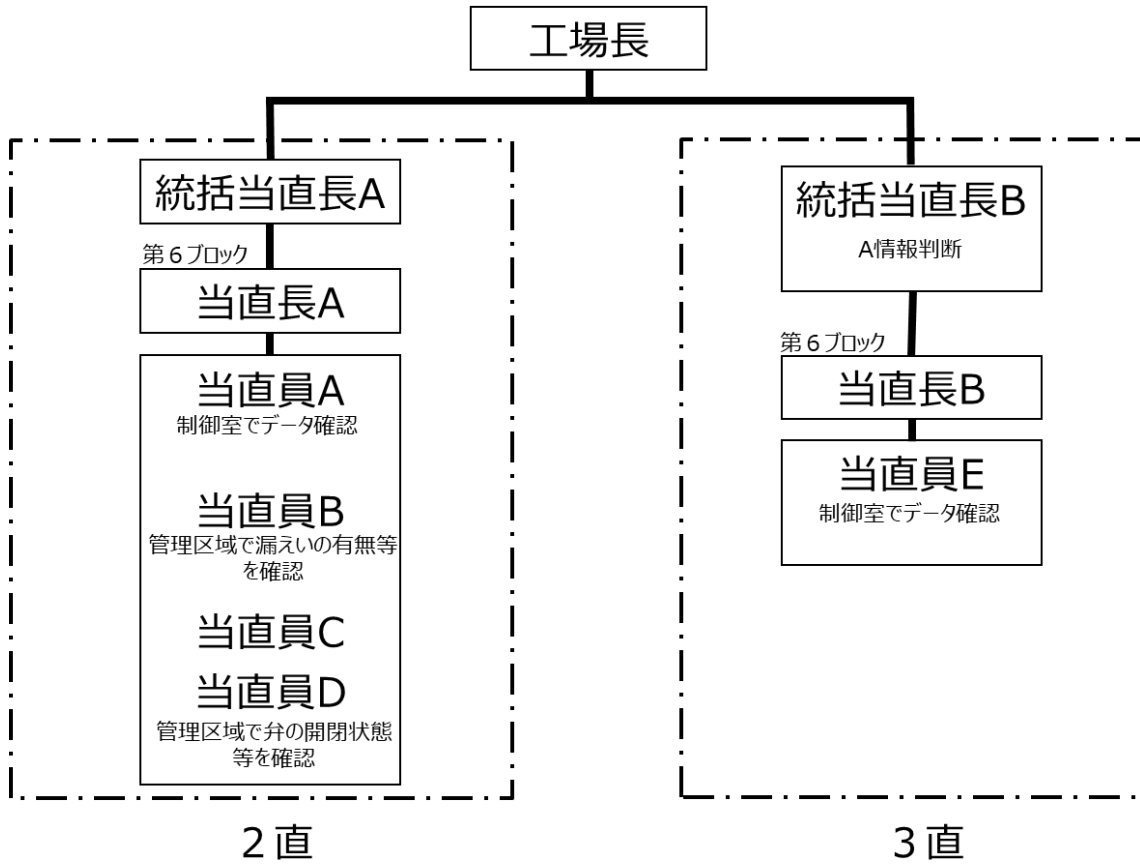 工場長
統括当直長A
第６ブロック
当直長A
当直員A
制御室でデータ確認
当直員B
管理区域で漏えいの有無等
を確認
当直員C
当直員D
管理区域で弁の開閉状態
等を確認
２直
統括当直長B
A情報判断
第６ブロック
当直長B
当直員E
制御室でデータ確認
３直